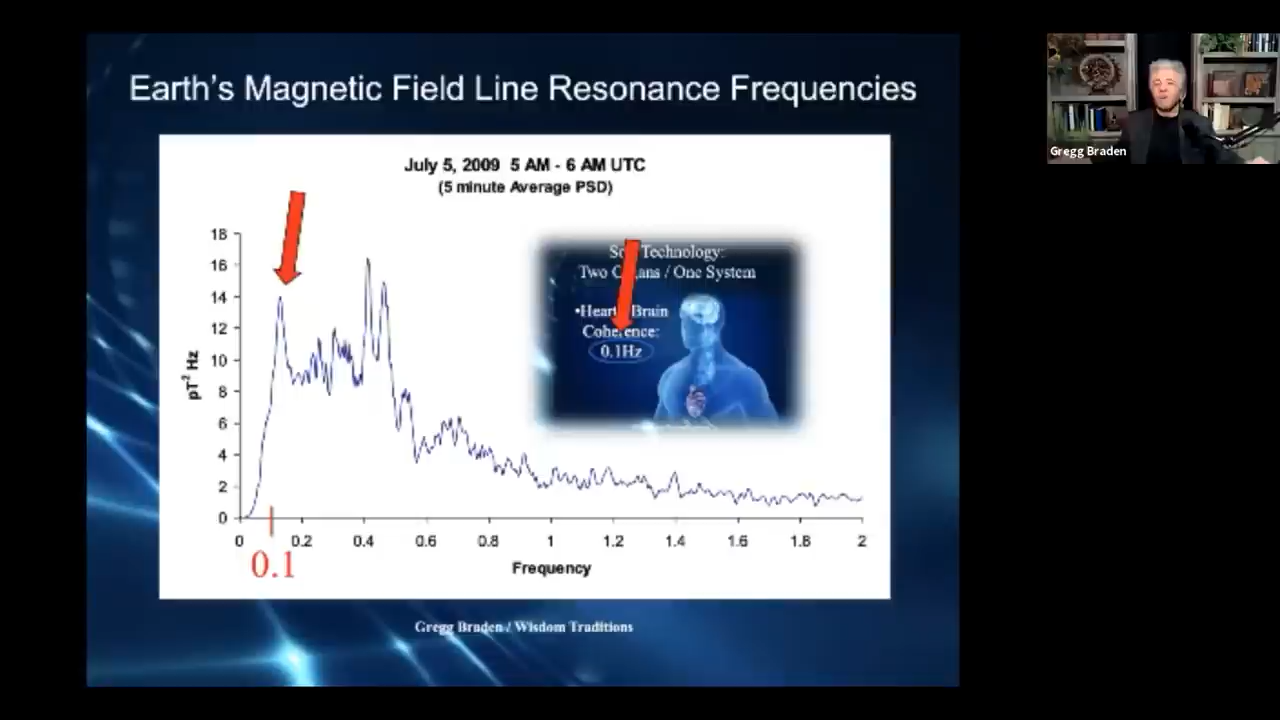 Earth's Magnetic Field Line Resonance Frequencies
Gregg Braden
July 5, 2009 5 AM - 6 AM UTC
(5 minute Average PSD)
Technology:
Two / One System
Brain
0.1Hz
pT² Hz
18
16
14
12
10
8
6
4
2
0
0 0.2 0.4 0.6 0.8 1 1.2 1.4 1.6 1.8 2
0.1
Frequency
Gregg Braden / Wisdom Traditions